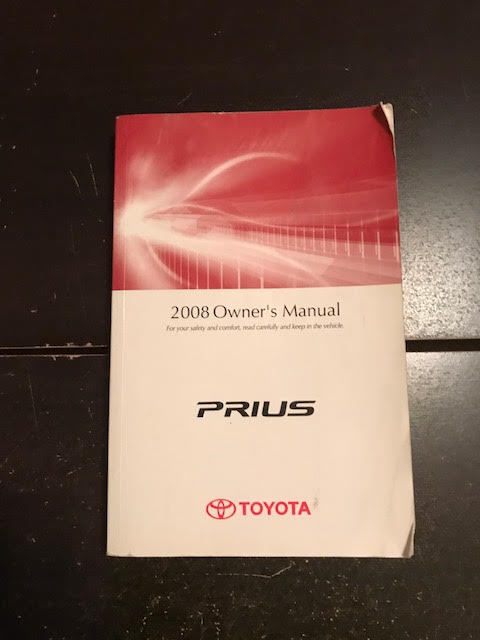 2008 Owner's Manual
For your safety and comfort, read carefully and keep in the vehicle.
PRIUS
TOYOTA